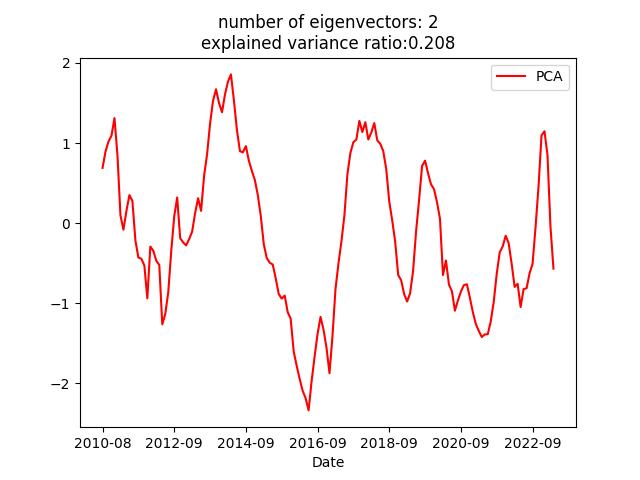 number of eigenvectors: 2
explained variance ratio:0.208
PCA
2
1
0
−1
−2
2010-08 2012-09 2014-09 2016-09 2018-09 2020-09 2022-09
Date